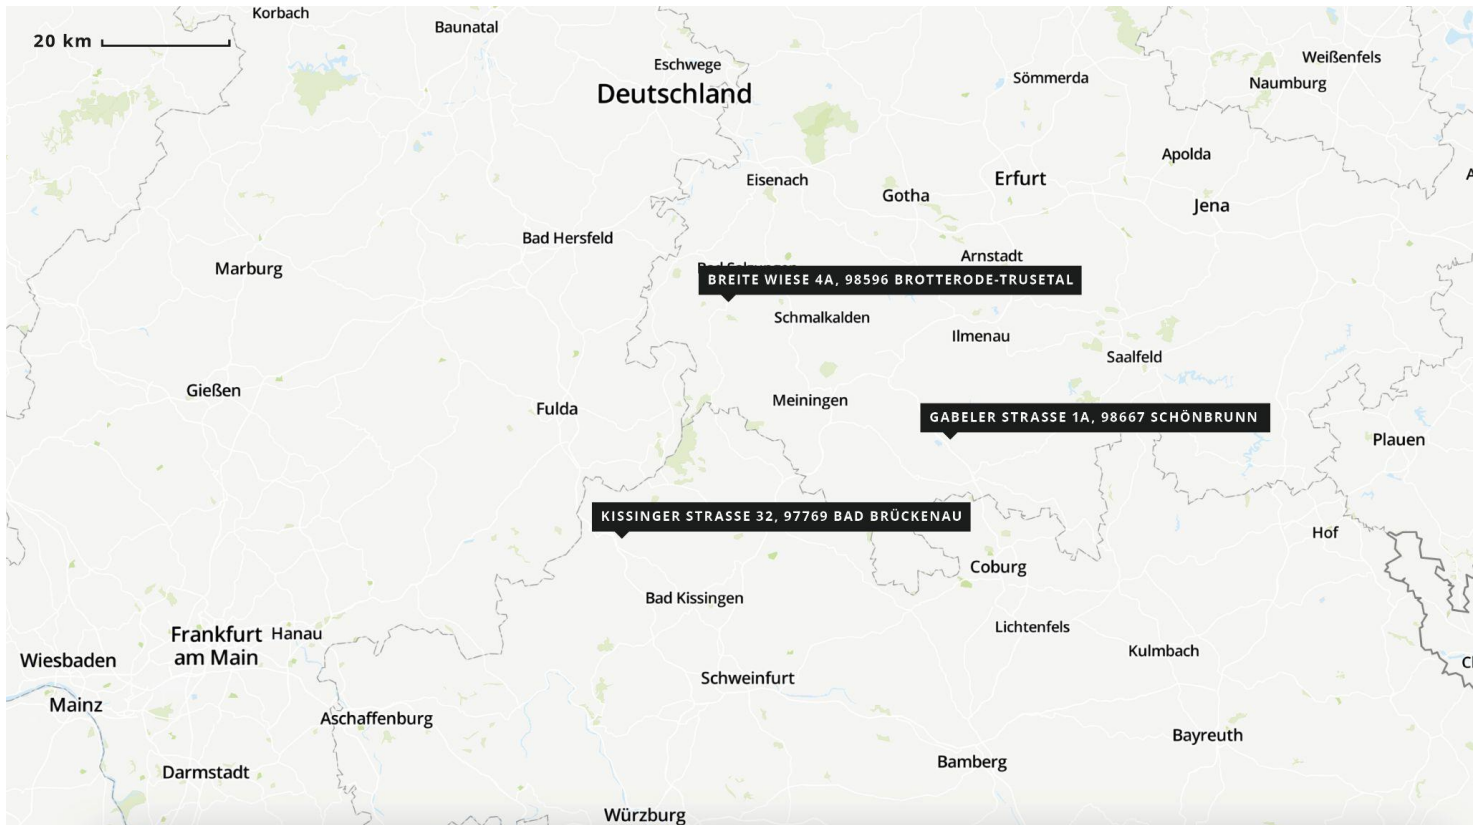 Korbach
Baunatal
20 km
Eschwege
Weißenfels
Deutschland
Sömmerda
Naumburg
Apolda
Eisenach
Erfurt
Gotha
Jena
Bad Hersfeld
Arnstadt
Marburg
Bad Salzungen
BREITE WIESE 4A, 98596 BROTTERODE-TRUSETAL
Schmalkalden
Ilmenau
Saalfeld
Gießen
Meiningen
Fulda
GABELER STRASSE 1A, 98667 SCHÖNBRUNN
Plauen
KISSINGER STRASSE 32, 97769 BAD BRÜCKENAU
Hof
Coburg
Bad Kissingen
Lichtenfels
Frankfurt
am Main
Hanau
Kulmbach
Wiesbaden
Schweinfurt
Mainz
Aschaffenburg
Bayreuth
Bamberg
Darmstadt
Würzburg